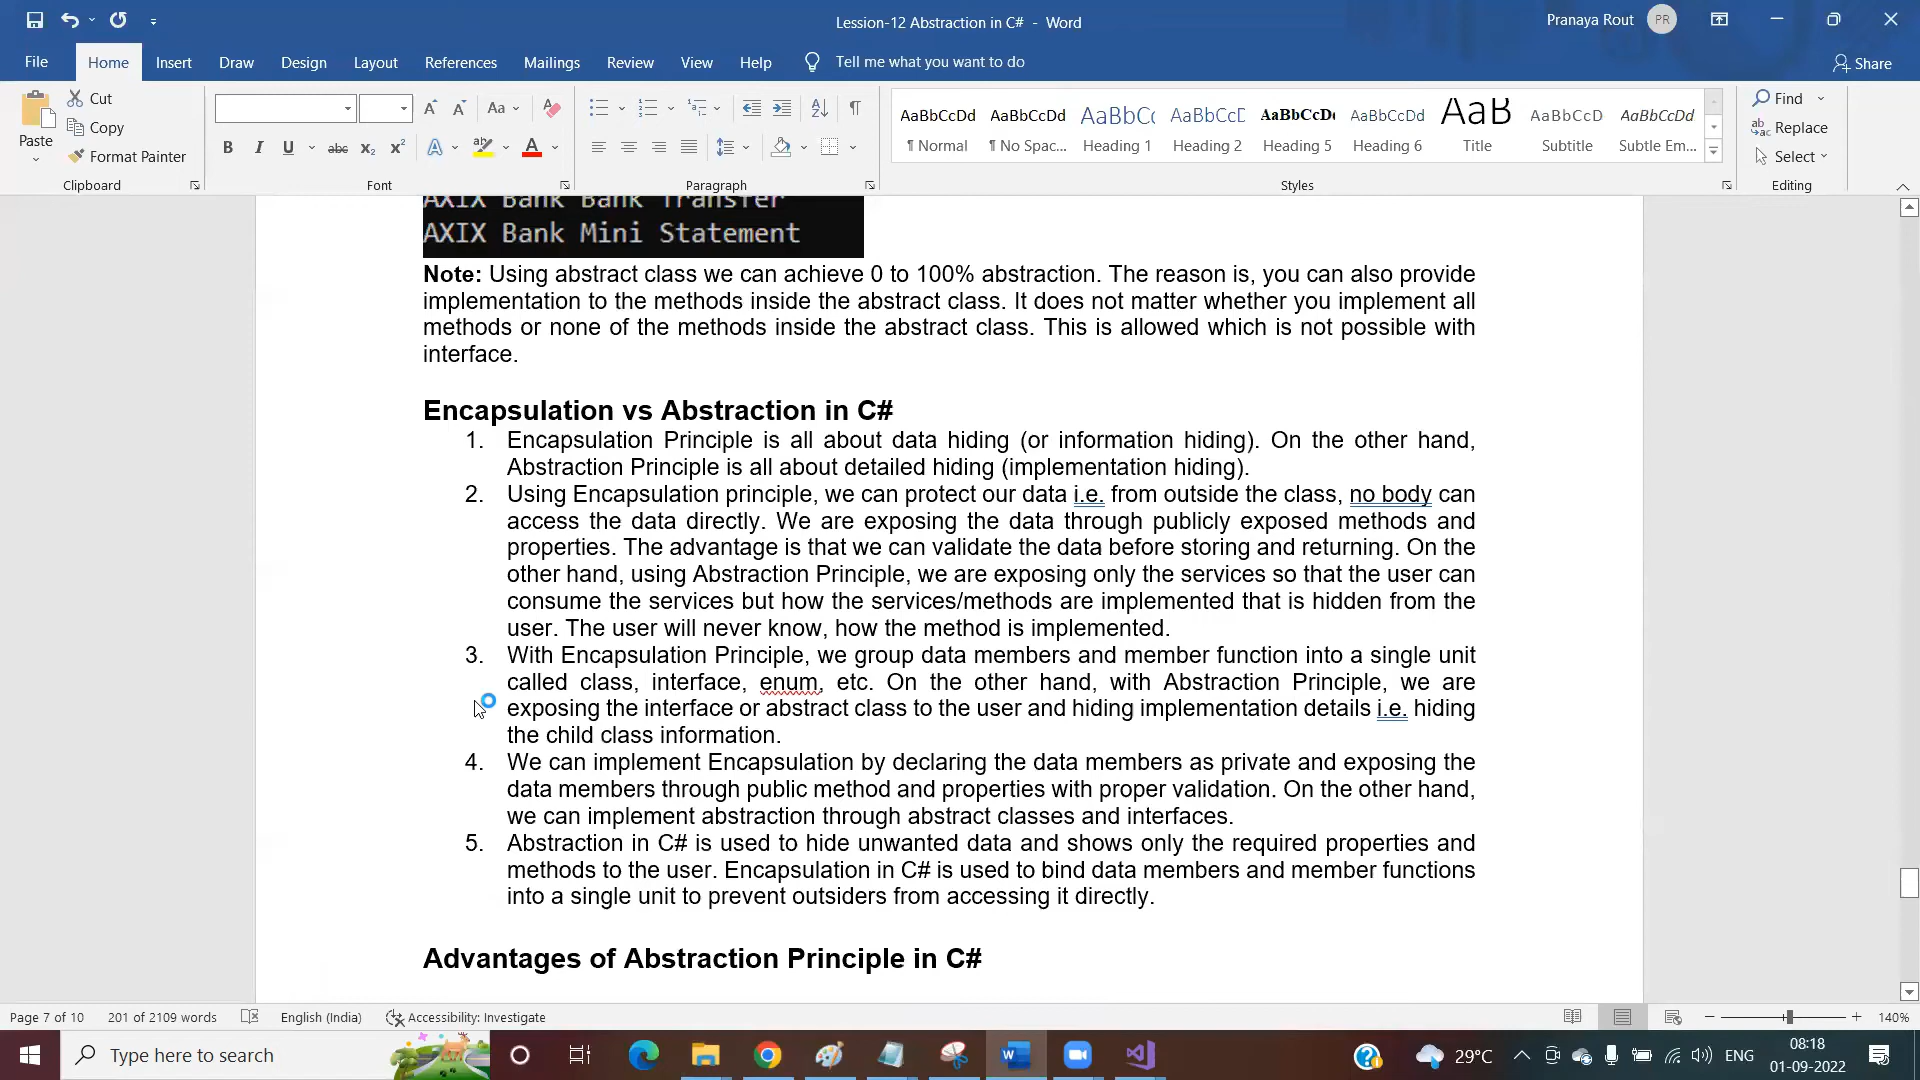 Lession-12 Abstraction in C# - Word
Pranaya Rout
PR
File
Home
Insert
Draw
Design
Layout
References
Mailings
Review
View
Help
Tell me what you want to do
Share
Paste
Cut
Copy
Format Painter
Clipboard
Aa
A
B I U abc x₂ x²
A
A
Font
Paragraph
AaBbCcDd
¶ Normal
AaBbCcDd
¶ No Spac...
AaBbC(
Heading 1
AaBbCcD
Heading 2
AaBbCcDd
Heading 5
AaBbCcDd
Heading 6
AaB
Title
AaBbCcD
Subtitle
AaBbCcDd
Subtle Em...
Styles
Find
Replace
Select
Editing
AXIX Bank Bank Transfer
AXIX Bank Mini Statement
Note: Using abstract class we can achieve 0 to 100% abstraction. The reason is, you can also provide
implementation to the methods inside the abstract class. It does not matter whether you implement all
methods or none of the methods inside the abstract class. This is allowed which is not possible with
interface.
Encapsulation vs Abstraction in C#
1. Encapsulation Principle is all about data hiding (or information hiding). On the other hand,
Abstraction Principle is all about detailed hiding (implementation hiding).
2. Using Encapsulation principle, we can protect our data i.e. from outside the class, no body can
access the data directly. We are exposing the data through publicly exposed methods and
properties. The advantage is that we can validate the data before storing and returning. On the
other hand, using Abstraction Principle, we are exposing only the services so that the user can
consume the services but how the services/methods are implemented that is hidden from the
user. The user will never know, how the method is implemented.
3. With Encapsulation Principle, we group data members and member function into a single unit
called class, interface, enum, etc. On the other hand, with Abstraction Principle, we are
exposing the interface or abstract class to the user and hiding implementation details i.e. hiding
the child class information.
4. We can implement Encapsulation by declaring the data members as private and exposing the
data members through public method and properties with proper validation. On the other hand,
we can implement abstraction through abstract classes and interfaces.
5. Abstraction in C# is used to hide unwanted data and shows only the required properties and
methods to the user. Encapsulation in C# is used to bind data members and member functions
into a single unit to prevent outsiders from accessing it directly.
Advantages of Abstraction Principle in C#
Page 7 of 10
201 of 2109 words
English (India)
Accessibility: Investigate
140%
Type here to search
29°C
ENG
08:18
01-09-2022